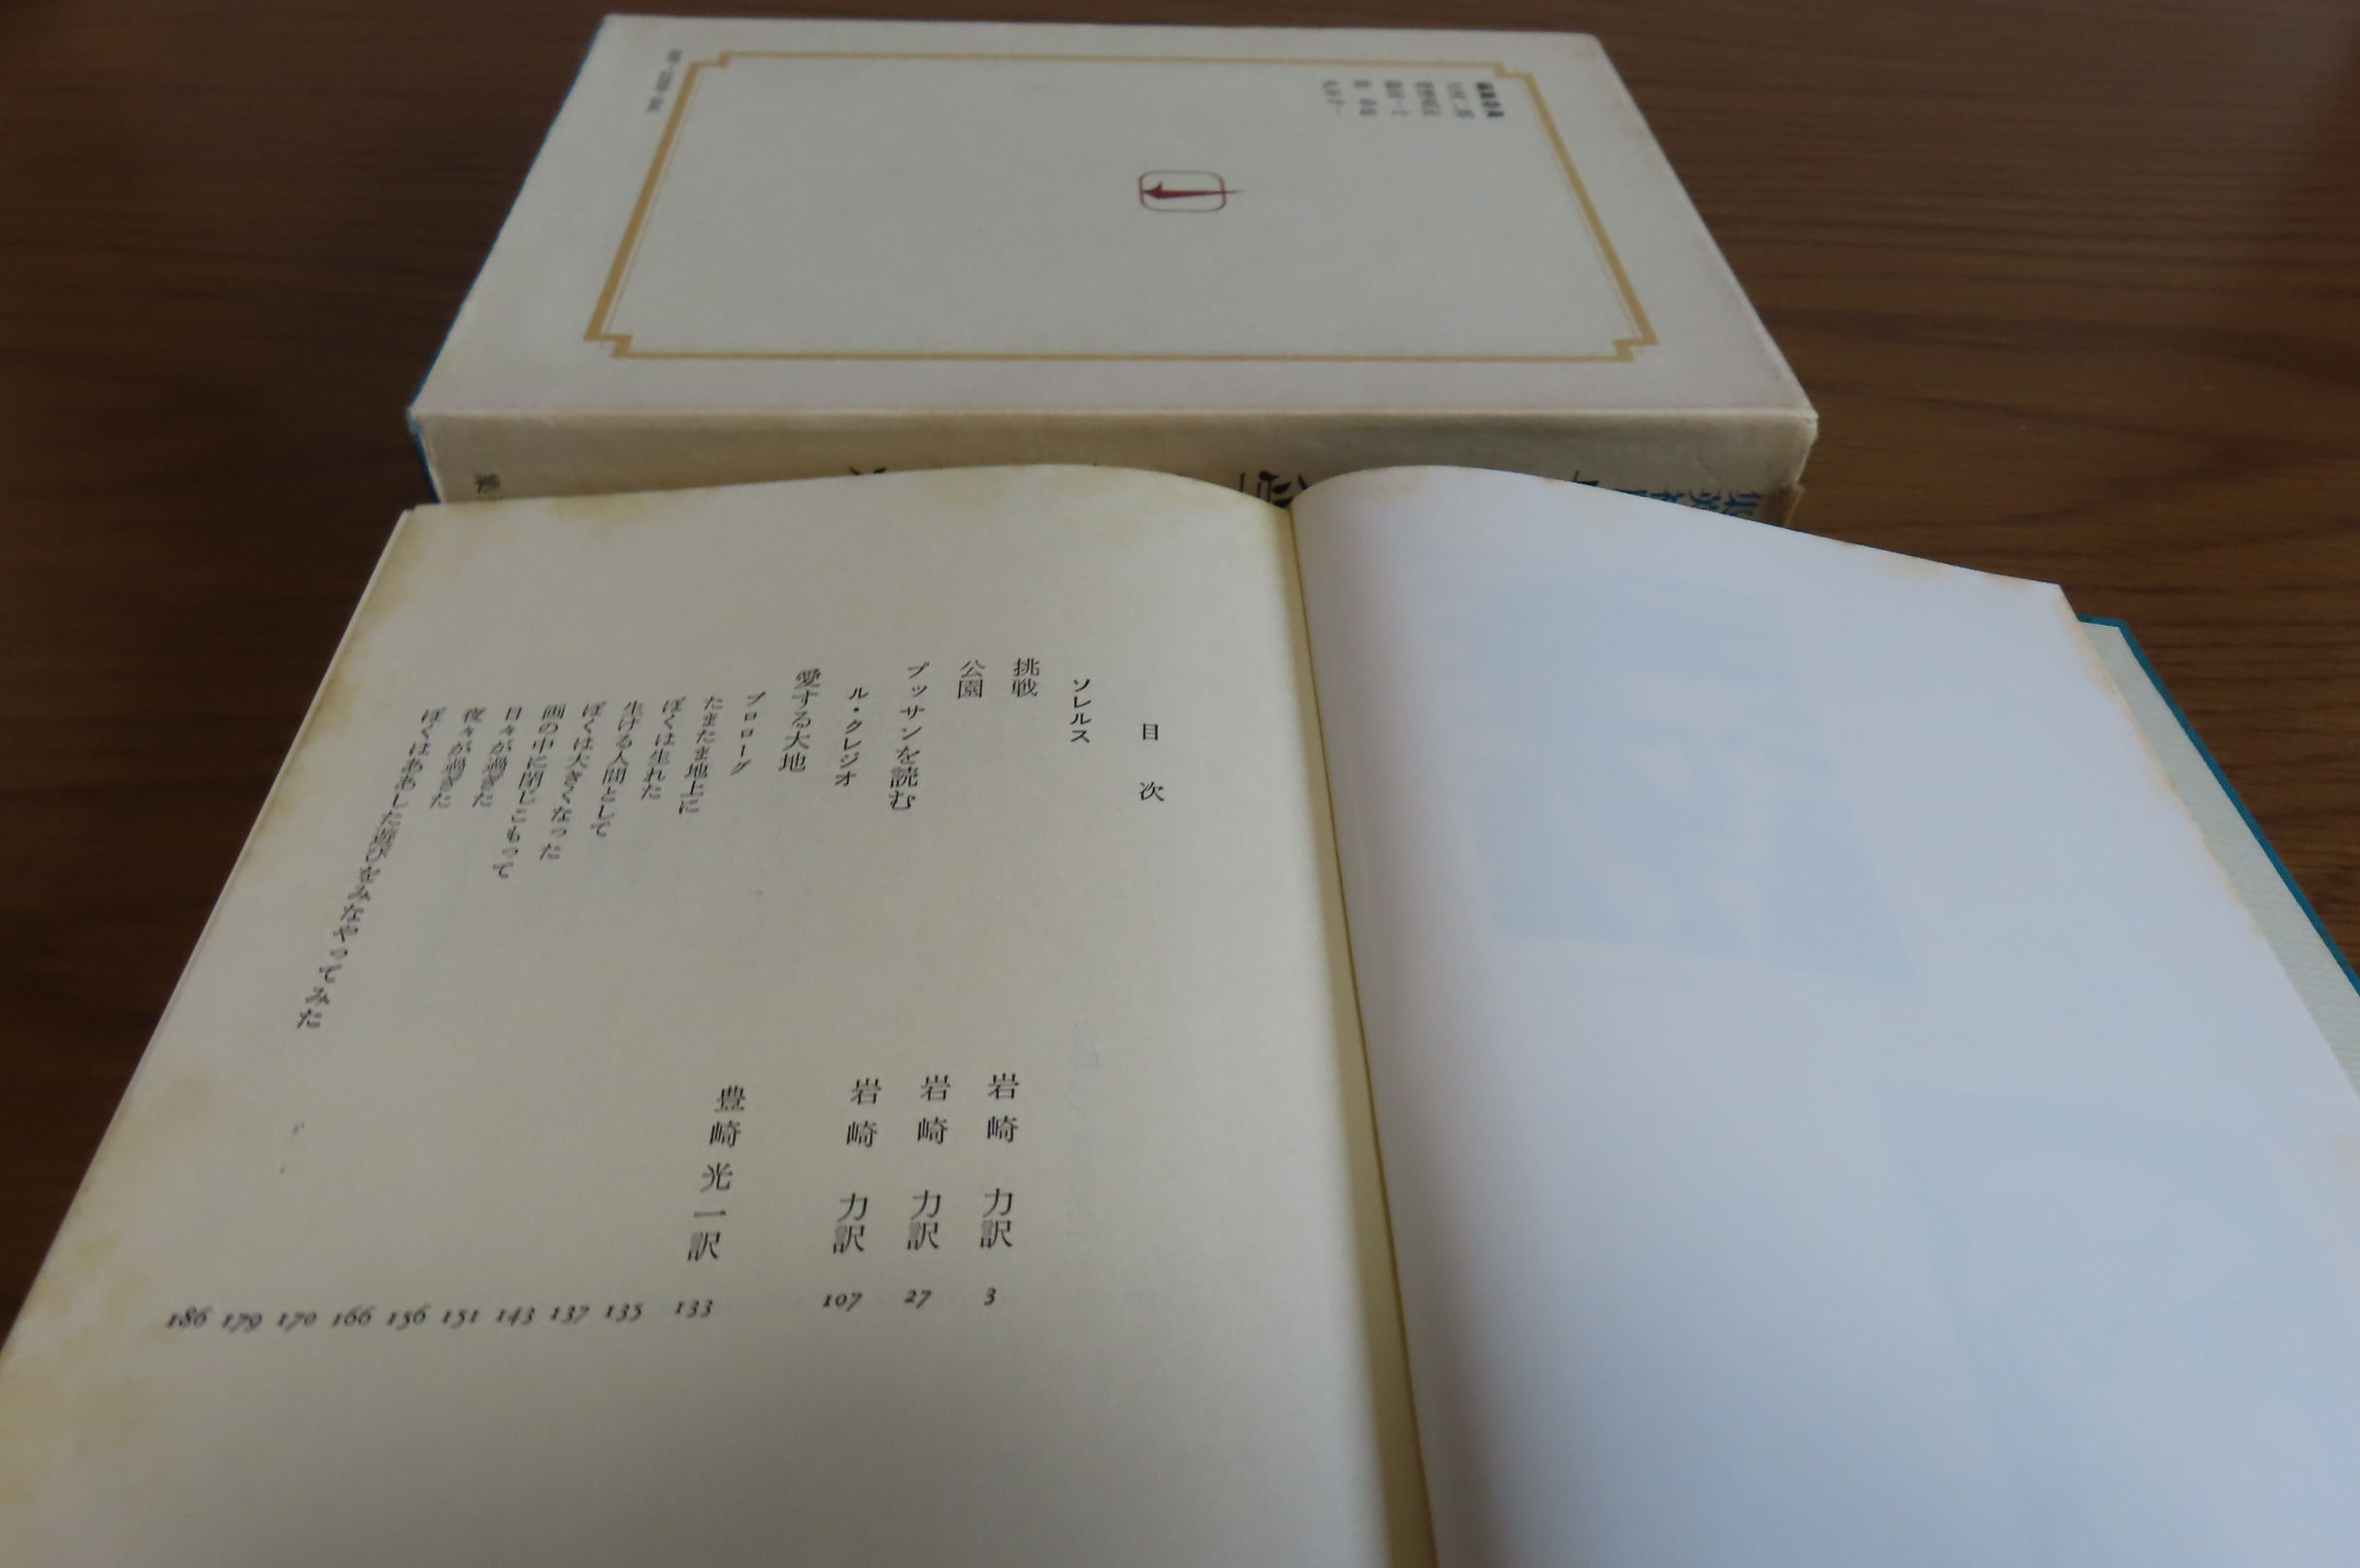 目次
ソレルス
挑戦 岩崎力訳 3
公園 岩崎力訳 27
プッサンを読む 岩崎力訳 107
ル・クレジオ
愛する大地 豊崎光一訳 133
プロローグ 135
たまたま地上に 137
ぼくは生れた 143
生ける人間として 151
ぼくは大きくなった 156
画の中に閉じこもって 166
日々が過ぎた 170
夜々が過ぎた 179
ぼくはああした遊びをみなやってみた 186